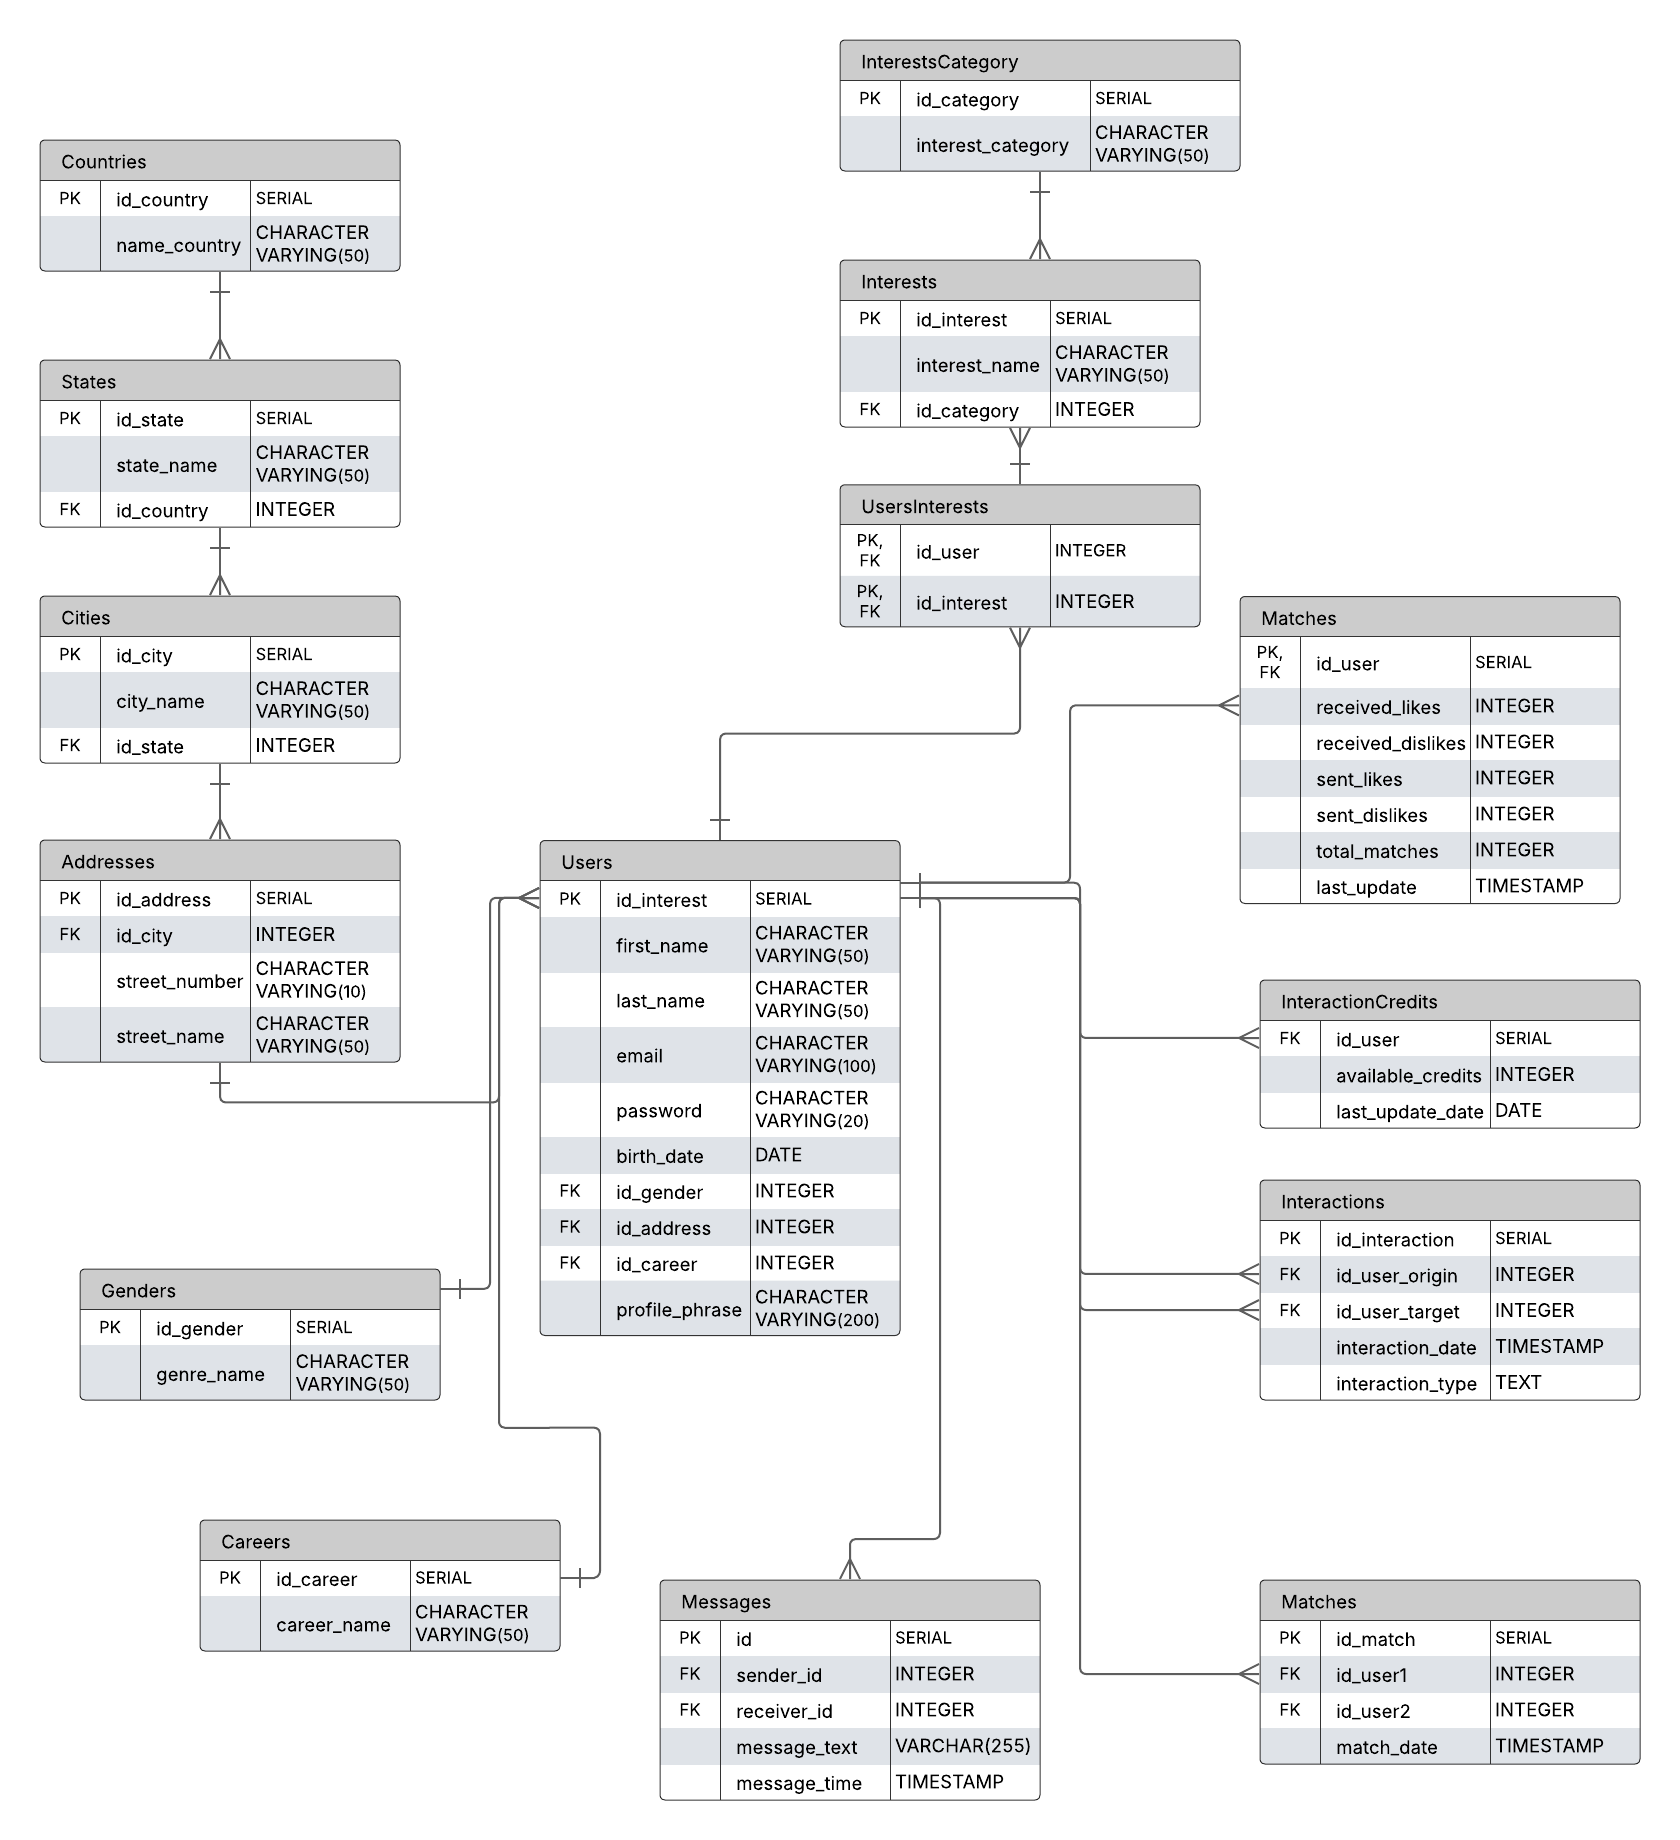 InterestsCategory
PK id_category SERIAL
interest_category CHARACTER
VARYING(50)
Countries
PK id_country SERIAL
name_country CHARACTER
VARYING(50)
Interests
PK id_interest SERIAL
interest_name CHARACTER
VARYING(50)
FK id_category INTEGER
States
PK id_state SERIAL
state_name CHARACTER
VARYING(50)
FK id_country INTEGER
UsersInterests
PK,
FK id_user INTEGER
PK,
FK id_interest INTEGER
Cities
PK id_city SERIAL
city_name CHARACTER
VARYING(50)
FK id_state INTEGER
Matches
PK,
FK id_user SERIAL
received_likes INTEGER
received_dislikes INTEGER
sent_likes INTEGER
sent_dislikes INTEGER
total_matches INTEGER
last_update TIMESTAMP
Addresses
PK id_address SERIAL
FK id_city INTEGER
street_number CHARACTER
VARYING(10)
street_name CHARACTER
VARYING(50)
Users
PK id_interest SERIAL
first_name CHARACTER
VARYING(50)
last_name CHARACTER
VARYING(50)
email CHARACTER
VARYING(100)
password CHARACTER
VARYING(20)
birth_date DATE
FK id_gender INTEGER
FK id_address INTEGER
FK id_career INTEGER
profile_phrase CHARACTER
VARYING(200)
InteractionCredits
FK id_user SERIAL
available_credits INTEGER
last_update_date DATE
Interactions
PK id_interaction SERIAL
FK id_user_origin INTEGER
FK id_user_target INTEGER
interaction_date TIMESTAMP
interaction_type TEXT
Genders
PK id_gender SERIAL
genre_name CHARACTER
VARYING(50)
Careers
PK id_career SERIAL
career_name CHARACTER
VARYING(50)
Messages
PK id SERIAL
FK sender_id INTEGER
FK receiver_id INTEGER
message_text VARCHAR(255)
message_time TIMESTAMP
Matches
PK id_match SERIAL
FK id_user1 INTEGER
FK id_user2 INTEGER
match_date TIMESTAMP